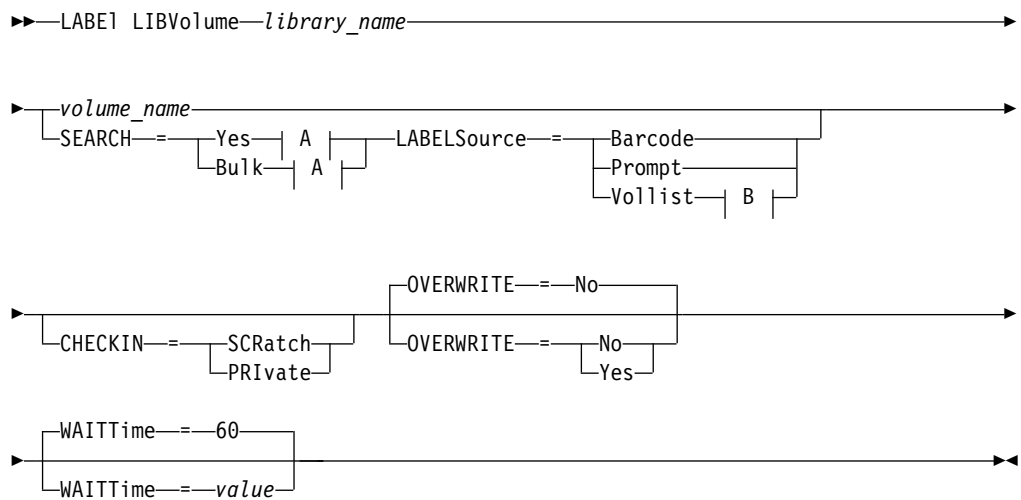 LABEl LIBVolume library_name
volume_name
SEARCH = Yes A LABELSource = Barcode
Bulk A Prompt
Vollist B
OVERWRITE = No
CHECKIN = SCRatch OVERWRITE = No
PRIvate Yes
WAITTime = 60
WAITTime = value